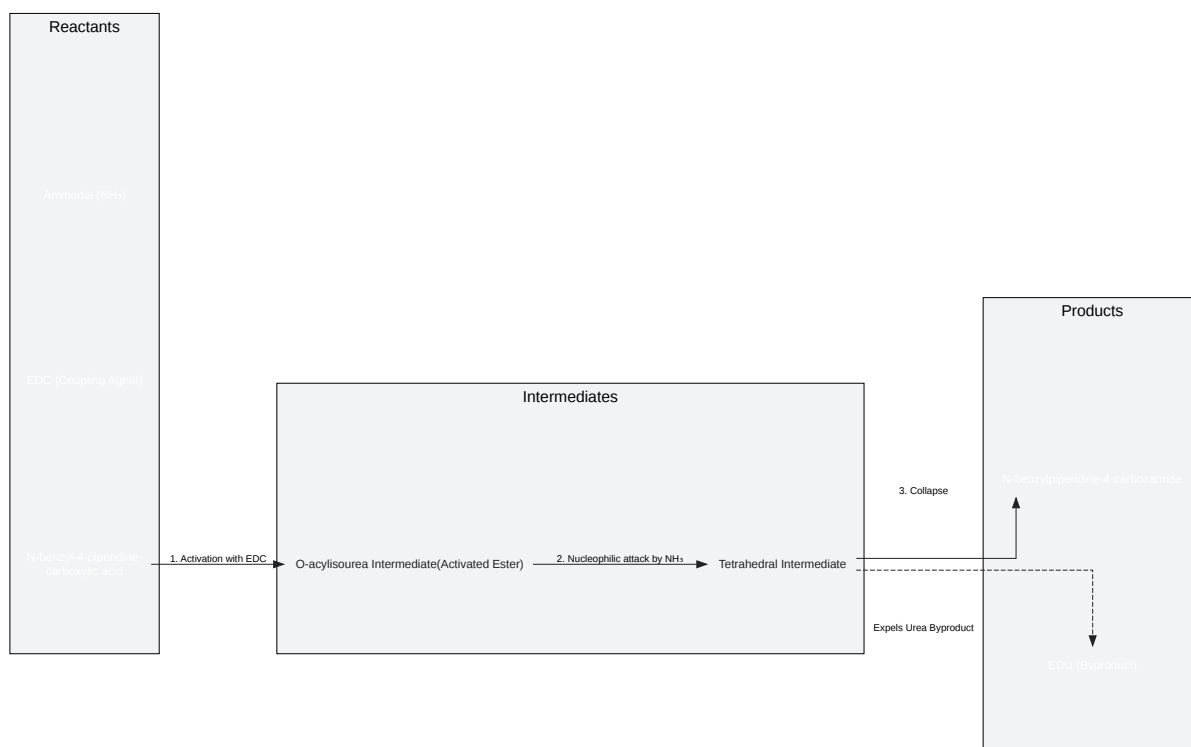 Reactants
Ammonia (NH₃)
EDC (Coupling Agent)
N-benzyl-4-piperidine-
carboxylic acid
1. Activation with EDC
Intermediates
O-acylisourea Intermediate(Activated Ester)
2. Nucleophilic attack by NH₃
Tetrahedral Intermediate
3. Collapse
Expels Urea Byproduct
Products
N-benzylpiperidine-4-carboxamide
EDU (Byproduct)